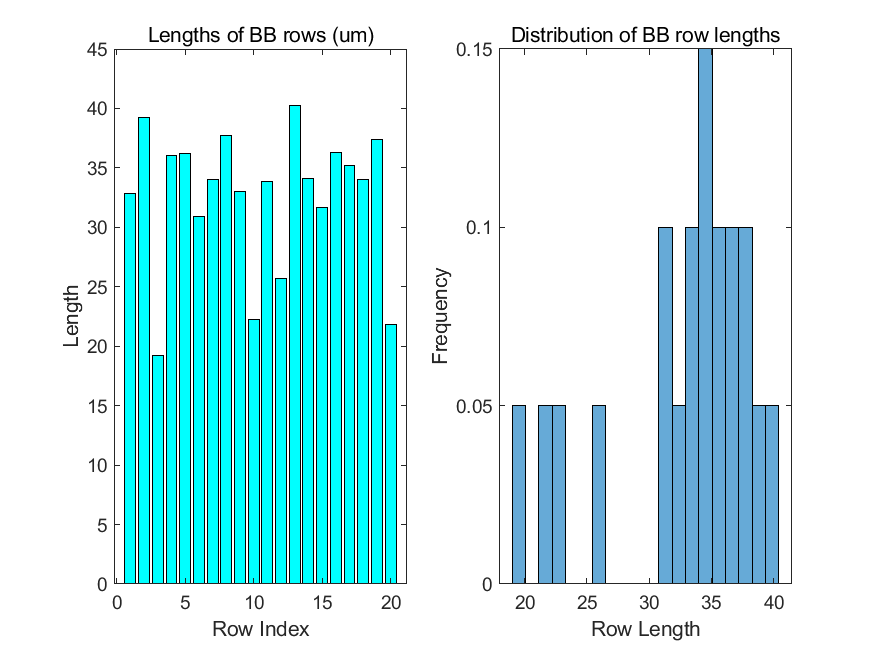 Lengths of BB rows (um)
45
40
35
30
25
20
15
10
5
0
Length
0 5 10 15 20
Row Index
Distribution of BB row lengths
0.15
0.1
0.05
0
Frequency
20 25 30 35 40
Row Length